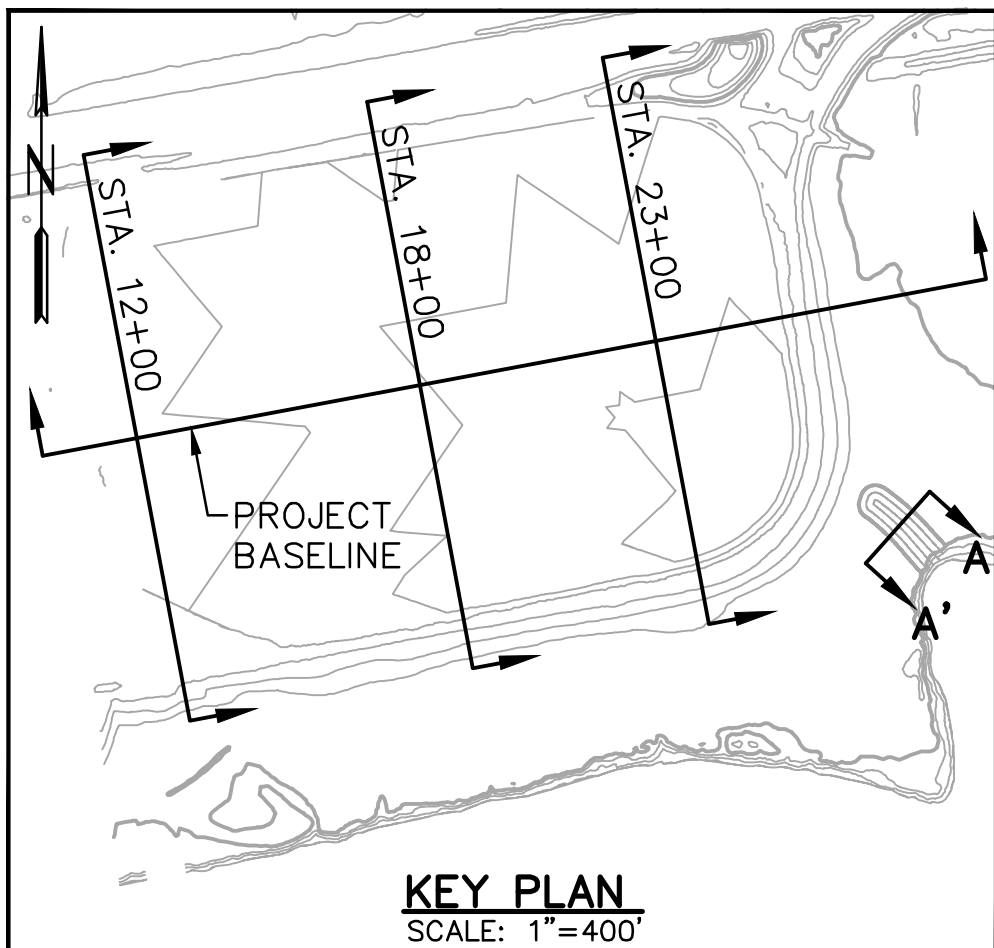 N
STA. 12+00
STA. 18+00
STA. 23+00
PROJECT
BASELINE
A
A'
KEY PLAN
SCALE: 1"=400'